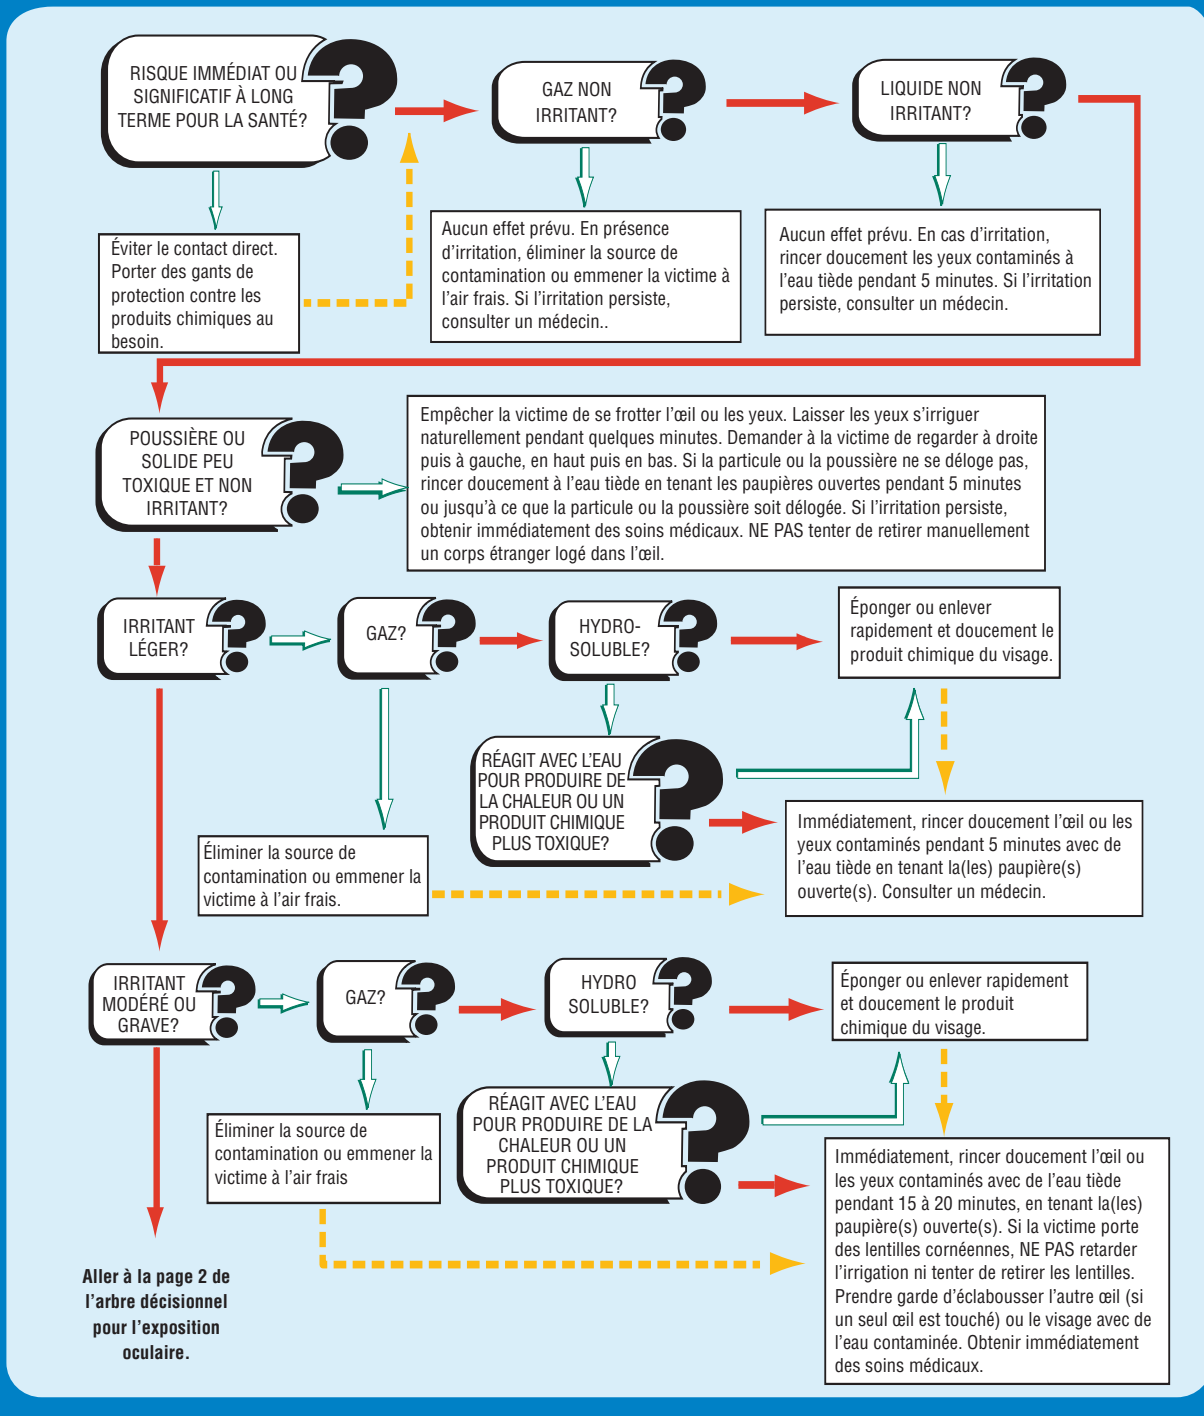 RISQUE IMMÉDIAT OU
SIGNIFICATIF À LONG
TERME POUR LA SANTÉ?
GAZ NON
IRRITANT?
LIQUIDE NON
IRRITANT?
Éviter le contact direct.
Porter des gants de
protection contre les
produits chimiques au
besoin.
Aucun effet prévu. En présence
d'irritation, éliminer la source de
contamination ou emmener la victime à
l'air frais. Si l'irritation persiste,
consulter un médecin..
Aucun effet prévu. En cas d'irritation,
rincer doucement les yeux contaminés à
l'eau tiède pendant 5 minutes. Si l'irritation
persiste, consulter un médecin.
POUSSIÈRE OU
SOLIDE PEU
TOXIQUE ET NON
IRRITANT?
Empêcher la victime de se frotter l'œil ou les yeux. Laisser les yeux s'irriguer
naturellement pendant quelques minutes. Demander à la victime de regarder à droite
puis à gauche, en haut puis en bas. Si la particule ou la poussière ne se déloge pas,
rincer doucement à l'eau tiède en tenant les paupières ouvertes pendant 5 minutes
ou jusqu'à ce que la particule ou la poussière soit délogée. Si l'irritation persiste,
obtenir immédiatement des soins médicaux. NE PAS tenter de retirer manuellement
un corps étranger logé dans l'œil.
IRRITANT
LÉGER?
GAZ?
HYDRO-
SOLUBLE?
Éponger ou enlever
rapidement et doucement le
produit chimique du visage.
RÉAGIT AVEC L'EAU
POUR PRODUIRE DE
LA CHALEUR OU UN
PRODUIT CHIMIQUE
PLUS TOXIQUE?
Éliminer la source de
contamination ou emmener la
victime à l'air frais.
Immédiatement, rincer doucement l'œil ou les
yeux contaminés pendant 5 minutes avec de
l'eau tiède en tenant la(les) paupière(s)
ouverte(s). Consulter un médecin.
IRRITANT
MODÉRÉ OU
GRAVE?
GAZ?
HYDRO
SOLUBLE?
Éponger ou enlever rapidement
et doucement le produit
chimique du visage.
RÉAGIT AVEC L'EAU
POUR PRODUIRE DE LA
CHALEUR OU UN
PRODUIT CHIMIQUE
PLUS TOXIQUE?
Éliminer la source de
contamination ou emmener la
victime à l'air frais
Immédiatement, rincer doucement l'œil ou
les yeux contaminés avec de l'eau tiède
pendant 15 à 20 minutes, en tenant la(les)
paupière(s) ouverte(s). Si la victime porte
des lentilles cornéennes, NE PAS retarder
l'irrigation ni tenter de retirer les lentilles.
Prendre garde d'éclabousser l'autre œil (si
un seul œil est touché) ou le visage avec de
l'eau contaminée. Obtenir immédiatement
des soins médicaux.
Aller à la page 2 de
l'arbre décisionnel
pour l'exposition
oculaire.